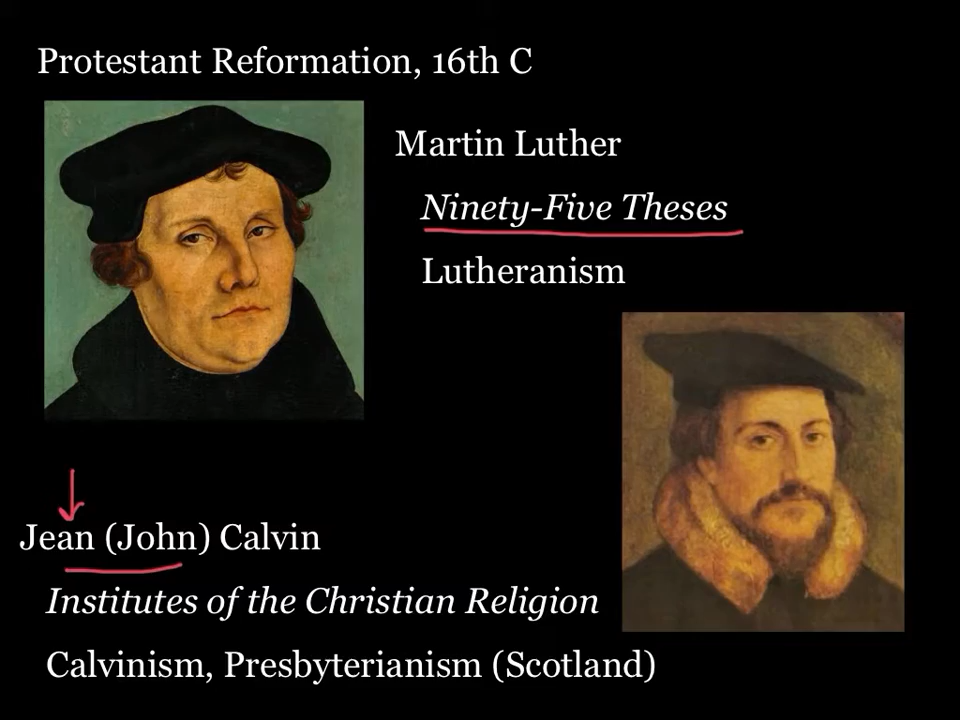 Protestant Reformation, 16th C
Martin Luther
Ninety-Five Theses
Lutheranism
Jean (John) Calvin
Institutes of the Christian Religion
Calvinism, Presbyterianism (Scotland)